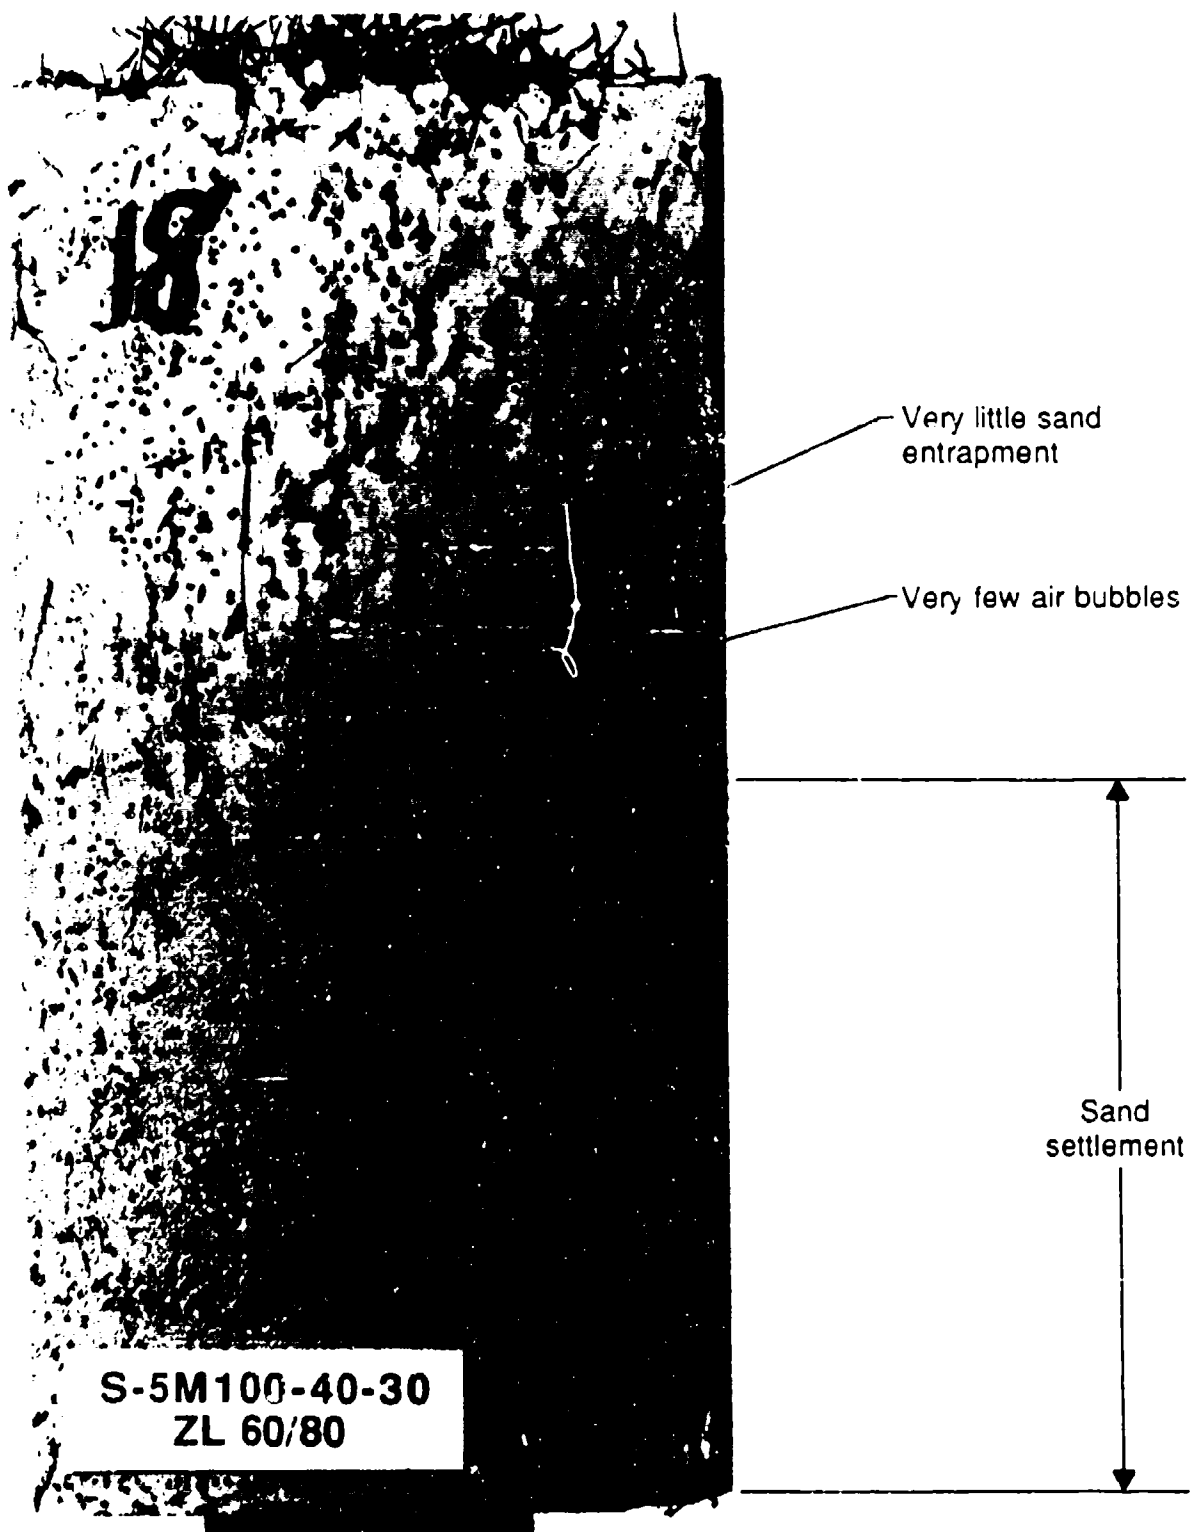 18
Very little sand
entrapment
Very few air bubbles
Sand
settlement
S-5M100-40-30
ZL 60/80